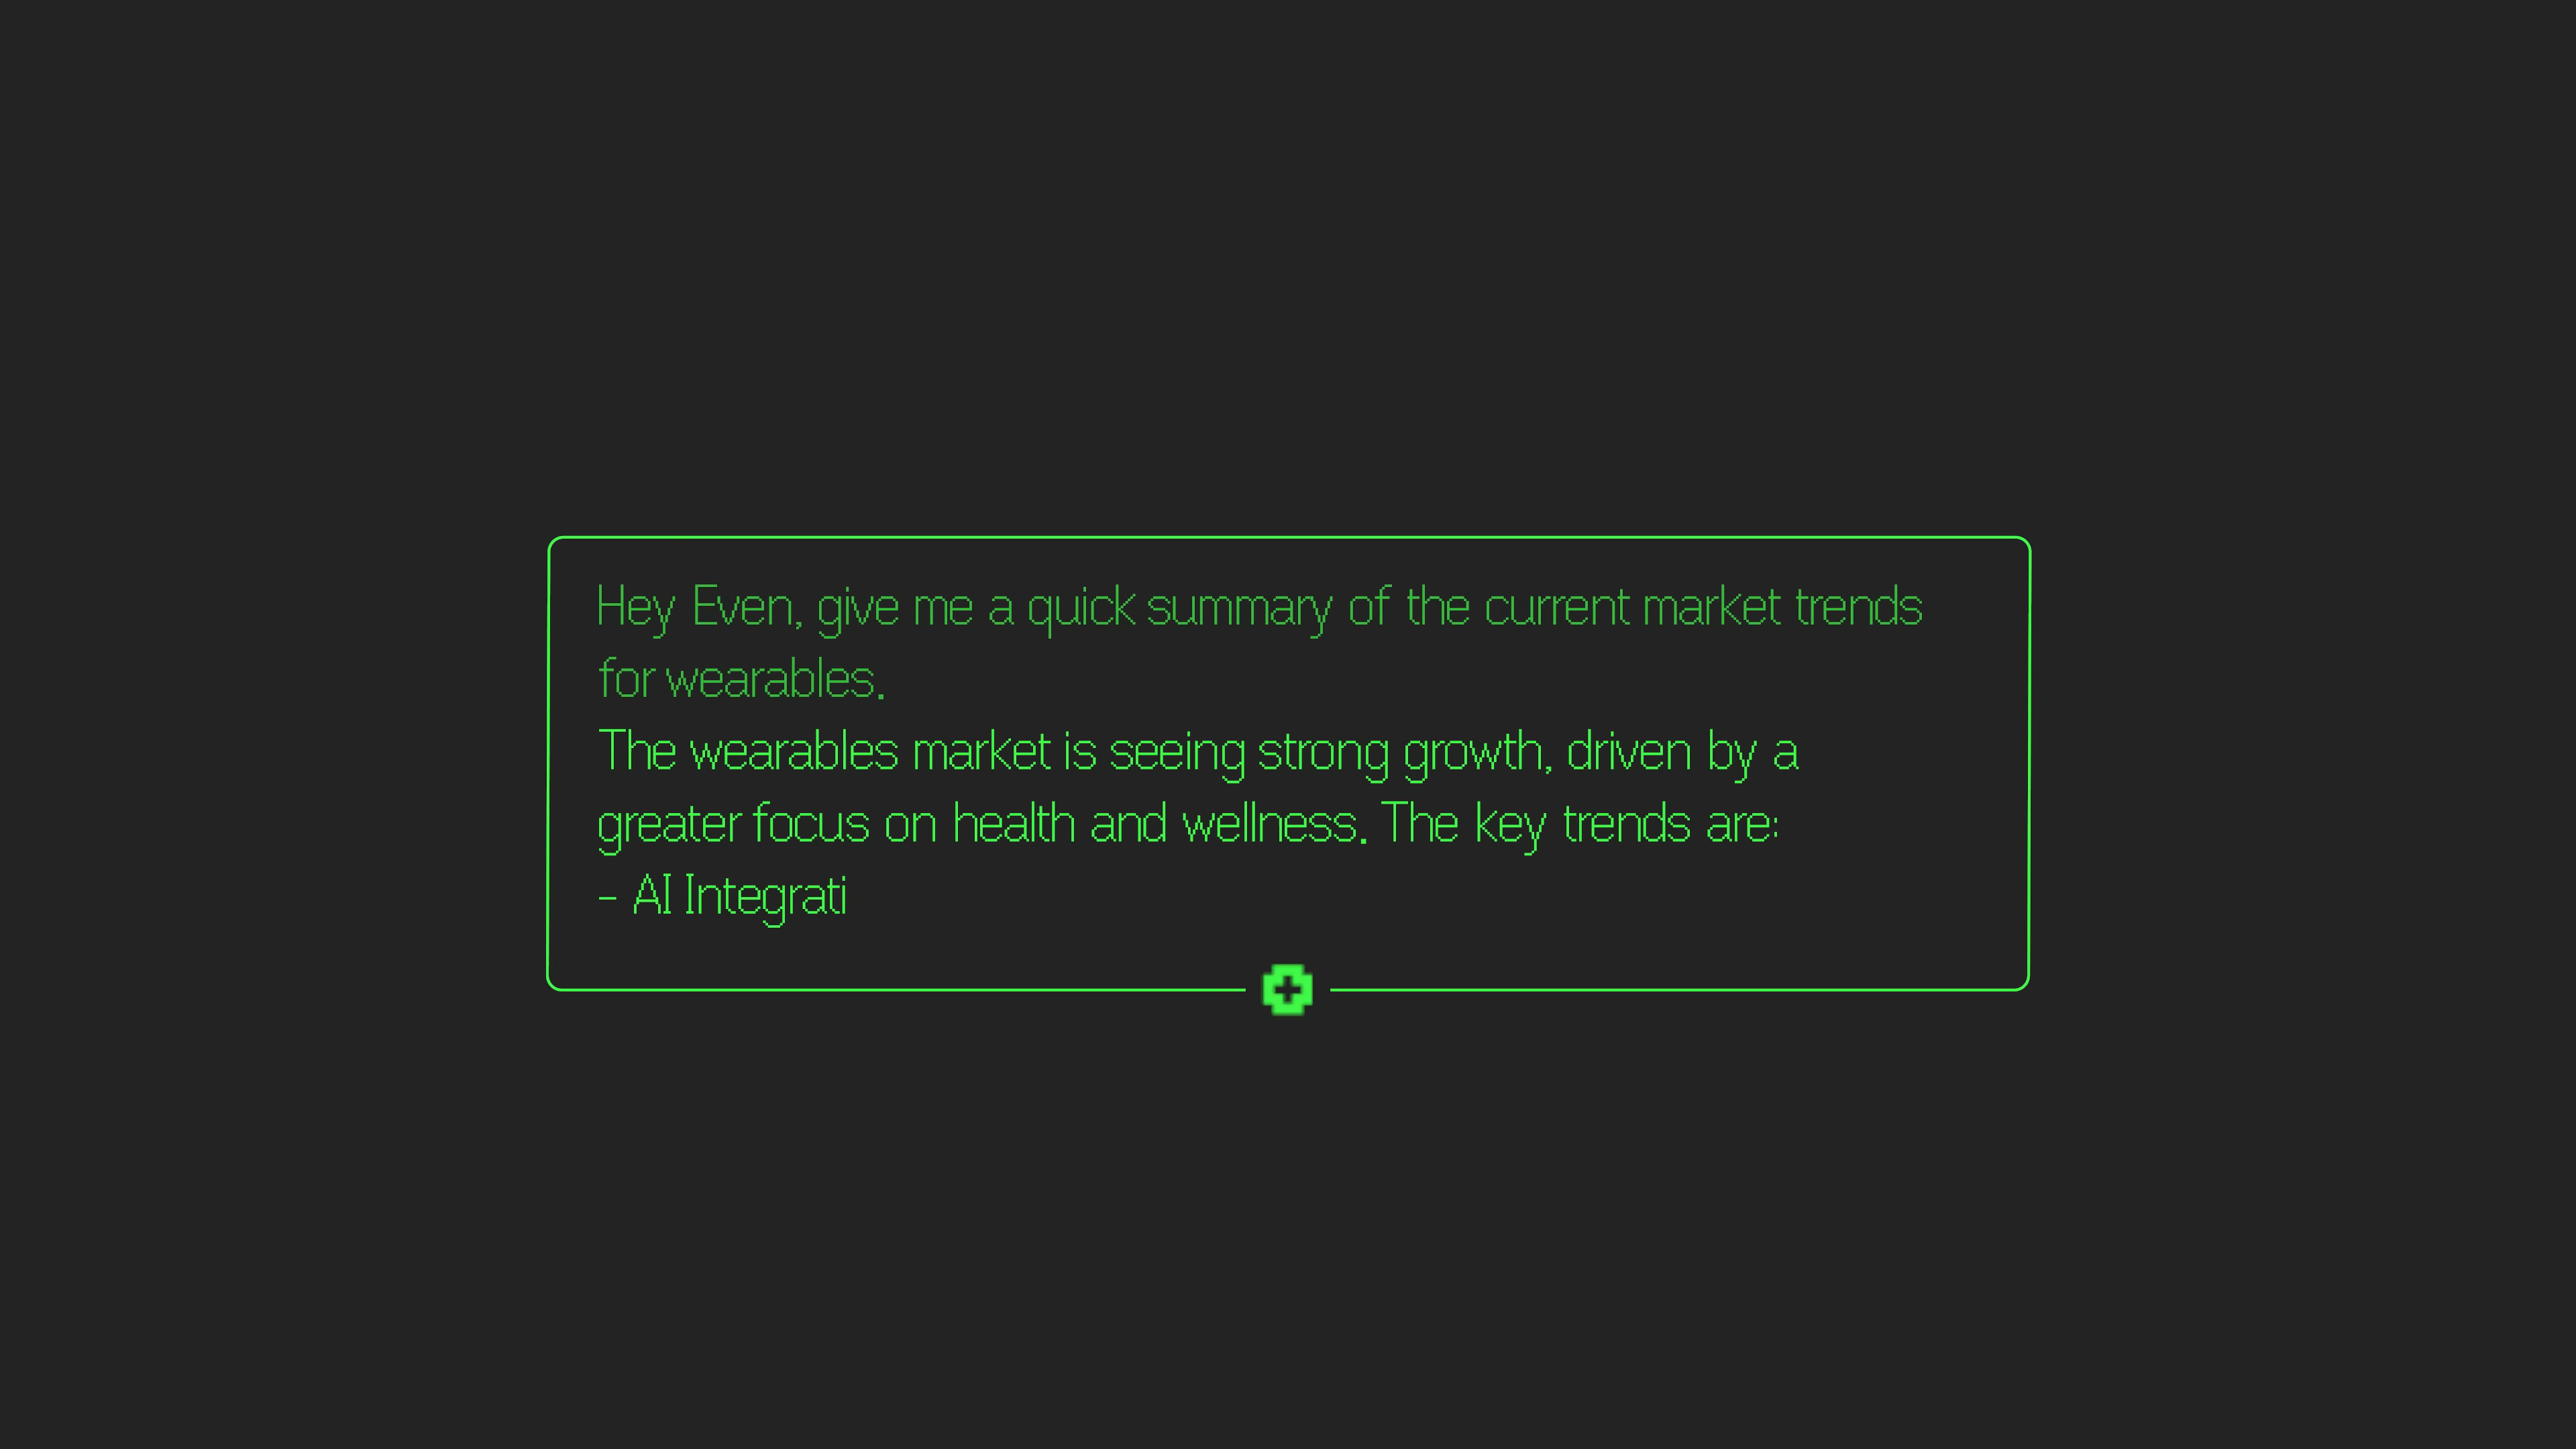 Hey Even, give me a quick summary of the current market trends
for wearables.
The wearables market is seeing strong growth, driven by a
greater focus on health and wellness. The key trends are:
- AI Integrati